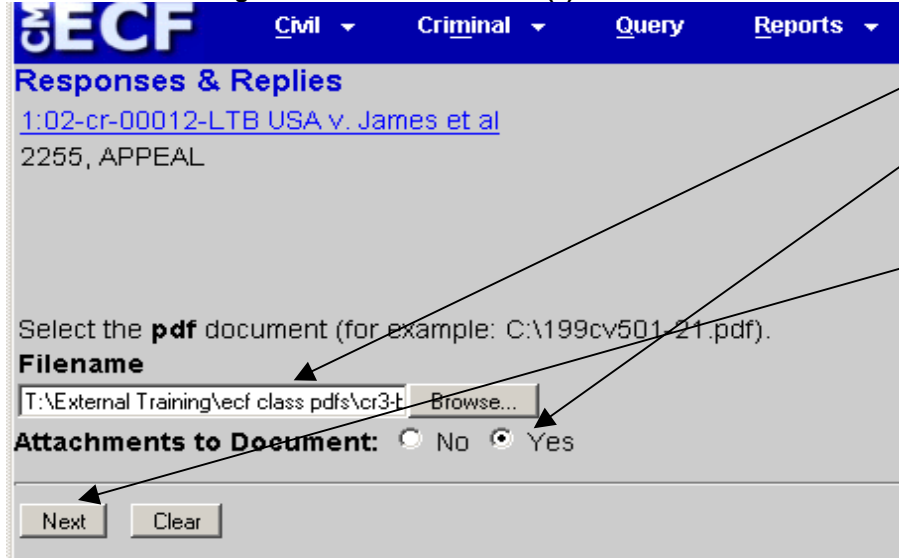 CM ECF Civil Criminal Query Reports
Responses & Replies
1:02-cr-00012-LTB USA v. James et al
2255, APPEAL
Select the pdf document (for example: C:\199cv501-21.pdf).
Filename
T:\External Training\ecf class pdfs\cr3-t Browse...
Attachments to Document: No Yes
Next Clear